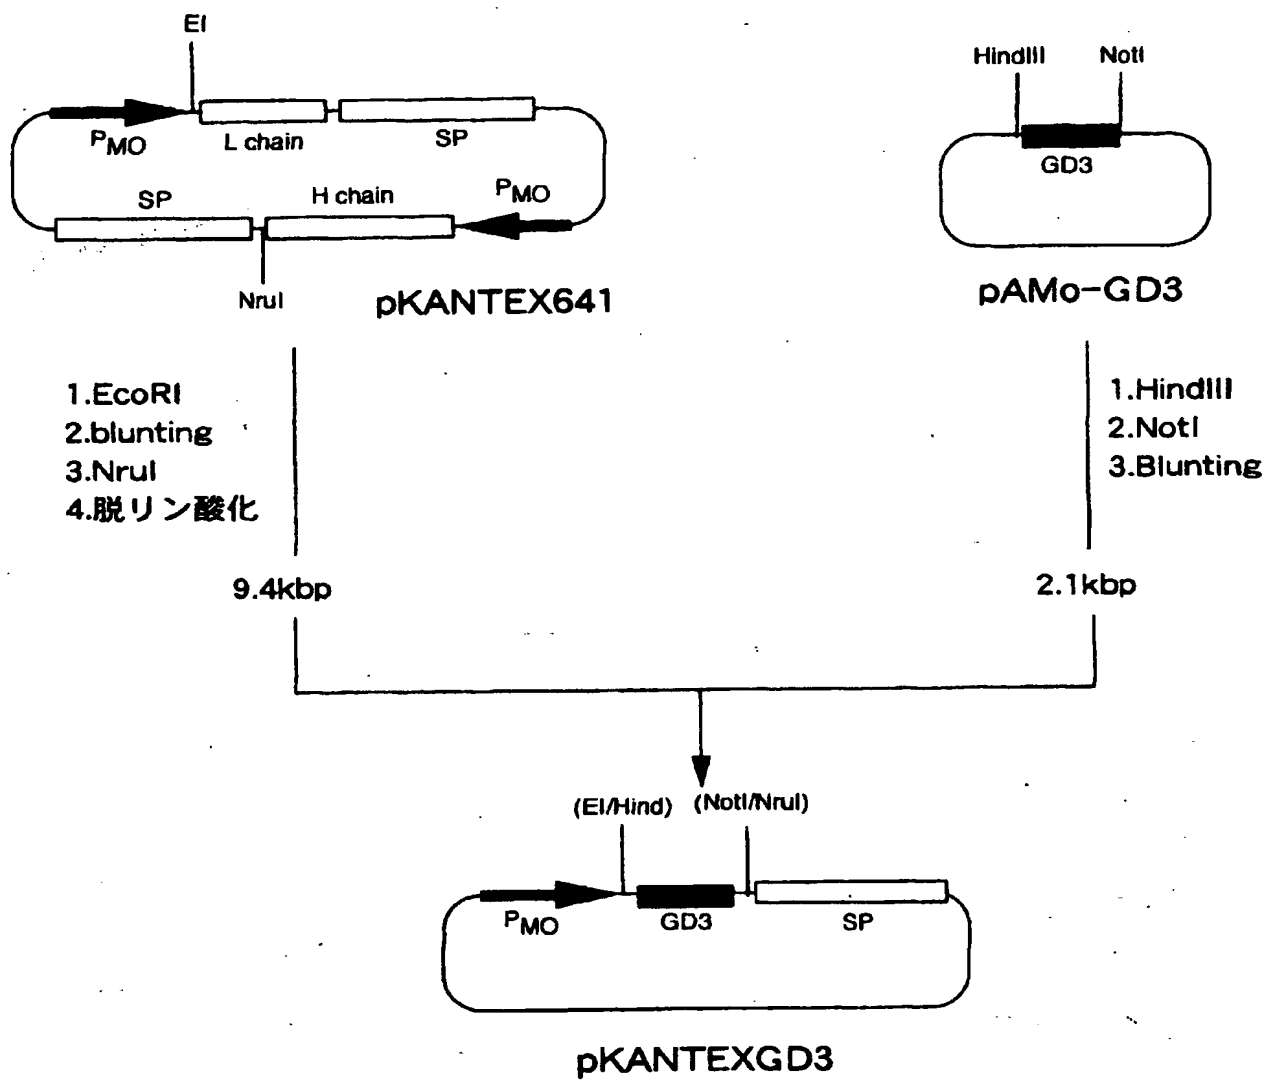 EI
PMO
L chain
SP
SP
H chain
PMO
NruI
pKANTEX641
HindIII
NotI
GD3
pAMo-GD3
1.EcoRI
2.blunting
3.NruI
4.脱リン酸化
1.HindIII
2.NotI
3.Blunting
9.4kbp
2.1kbp
(EI/Hind)
(NotI/NruI)
PMO
GD3
SP
pKANTEXGD3